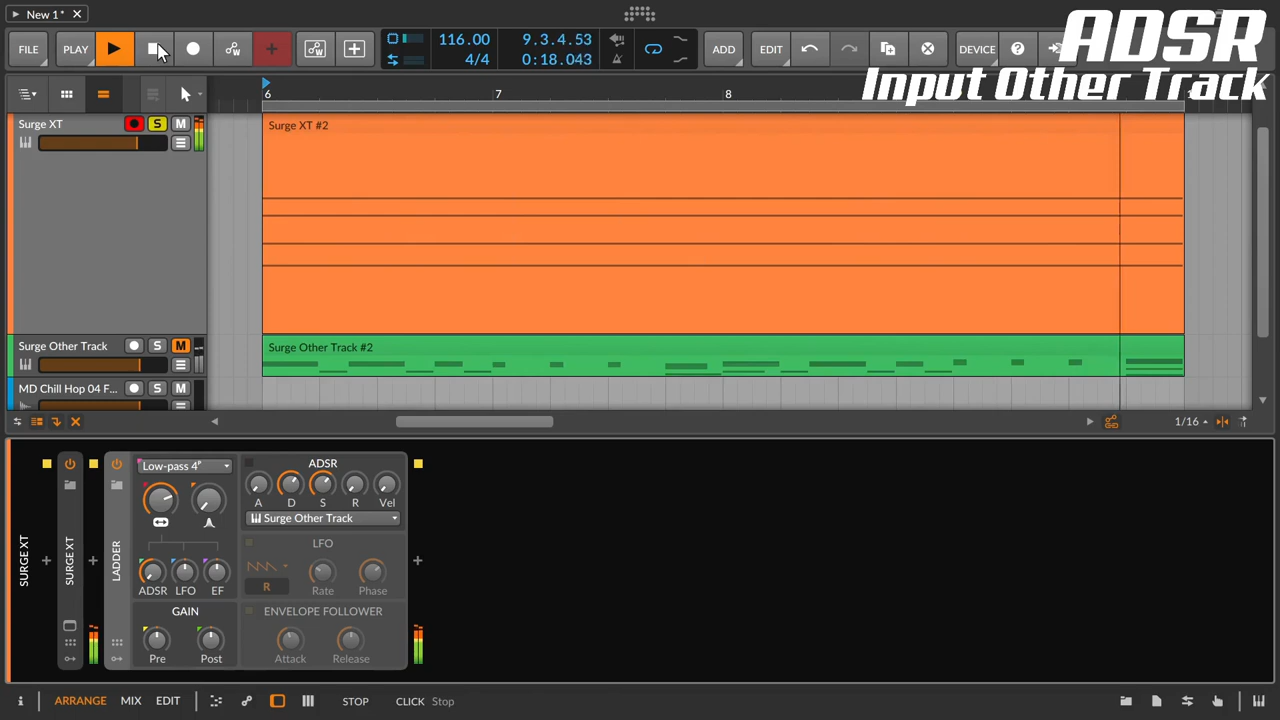 New 1*
ADSR
Input Other Track
FILE
PLAY
116.00
4/4
9.3.4.53
0:18.043
ADD
EDIT
DEVICE
6
7
8
Surge XT
S
M
Surge XT #2
Surge Other Track
S
M
Surge Other Track #2
MD Chill Hop 04 F...
S
M
1/16
SURGE XT
SURGE XT
LADDER
Low-pass 4ᴾ
ADSR
A
D
S
R
Vel
Surge Other Track
LFO
R
Rate
Phase
ADSR
LFO
EF
GAIN
Pre
Post
ENVELOPE FOLLOWER
Attack
Release
ARRANGE
MIX
EDIT
STOP
CLICK
Stop